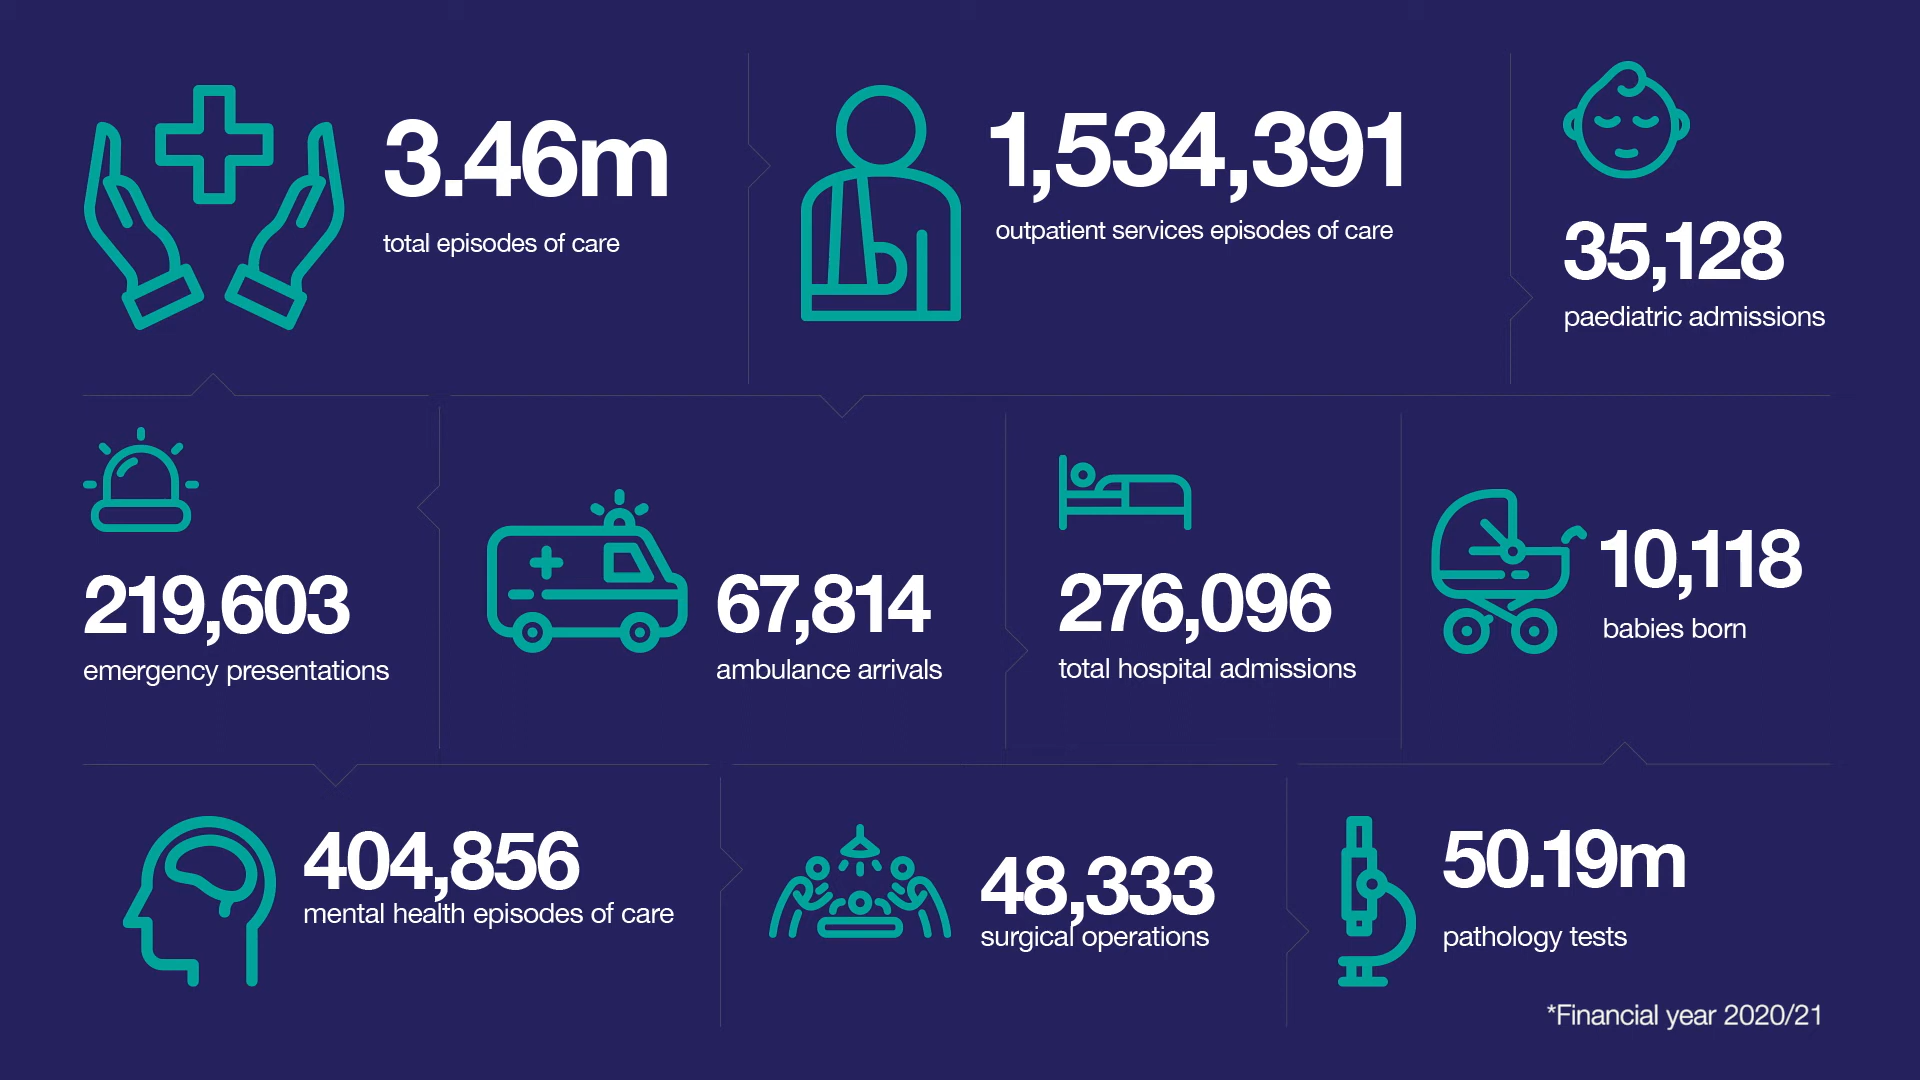 3.46m
total episodes of care
1,534,391
outpatient services episodes of care
35,128
paediatric admissions
219,603
emergency presentations
67,814
ambulance arrivals
276,096
total hospital admissions
10,118
babies born
404,856
mental health episodes of care
48,333
surgical operations
50.19m
pathology tests
*Financial year 2020/21